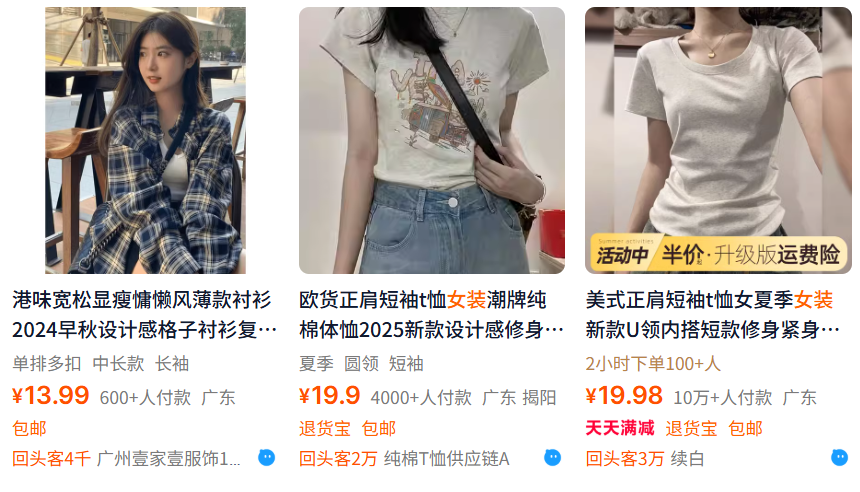 Summer activities
活动中 半价·升级版运费险
港味宽松显瘦慵懒风薄款衬衫
2024早秋设计感格子衬衫复…
单排多扣 中长款 长袖
¥13.99 600+人付款 广东
包邮
回头客4千 广州壹家壹服饰1...
欧货正肩短袖t恤女装潮牌纯
棉体恤2025新款设计感修身…
夏季 圆领 短袖
¥19.9 4000+人付款 广东 揭阳
退货宝 包邮
回头客2万 纯棉T恤供应链A
美式正肩短袖t恤女夏季女装
新款U领内搭短款修身紧身…
2小时下单100+人
¥19.98 10万+人付款 广东
天天满减 退货宝 包邮
回头客3万 续白